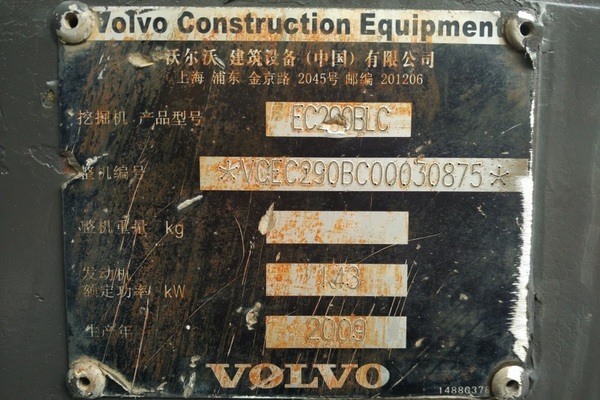 Volvo Construction Equipment
沃尔沃 建筑设备(中国)有限公司
上海 浦东 金京路 2045号 邮编 201206
挖掘机 产品型号 EC290BLC
整机编号 *VCEC290BC00030875*
整机重量 kg
发动机
额定功率 kW 143
生产年 2009
VOLVO